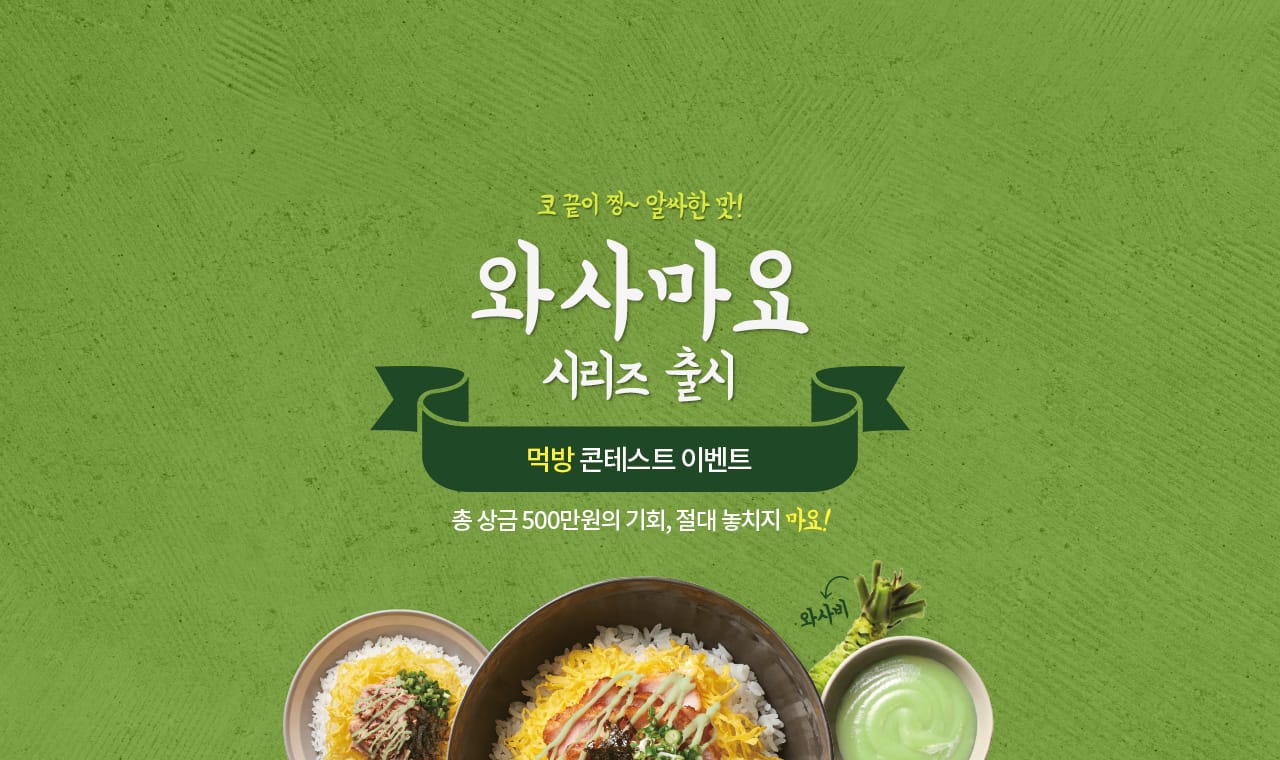 코 끝이 찡~ 알싸한 맛!
와사마요
시리즈 출시
먹방 콘테스트 이벤트
총 상금 500만원의 기회, 절대 놓치지 마요!
와사비